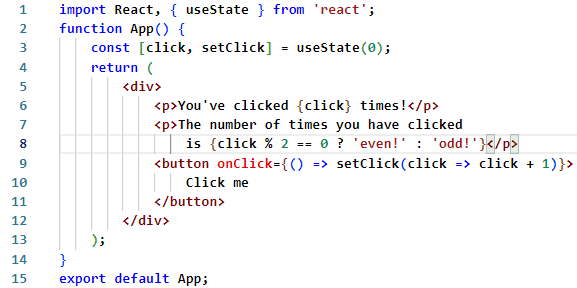 1 import React, { useState } from 'react';
2 function App() {
3     const [click, setClick] = useState(0);
4     return (
5         <div>
6             <p>You've clicked {click} times!</p>
7             <p>The number of times you have clicked
8                 is {click % 2 == 0 ? 'even!' : 'odd!'}</p>
9             <button onClick={() => setClick(click => click + 1)}>
10                 Click me
11             </button>
12         </div>
13     );
14 }
15 export default App;